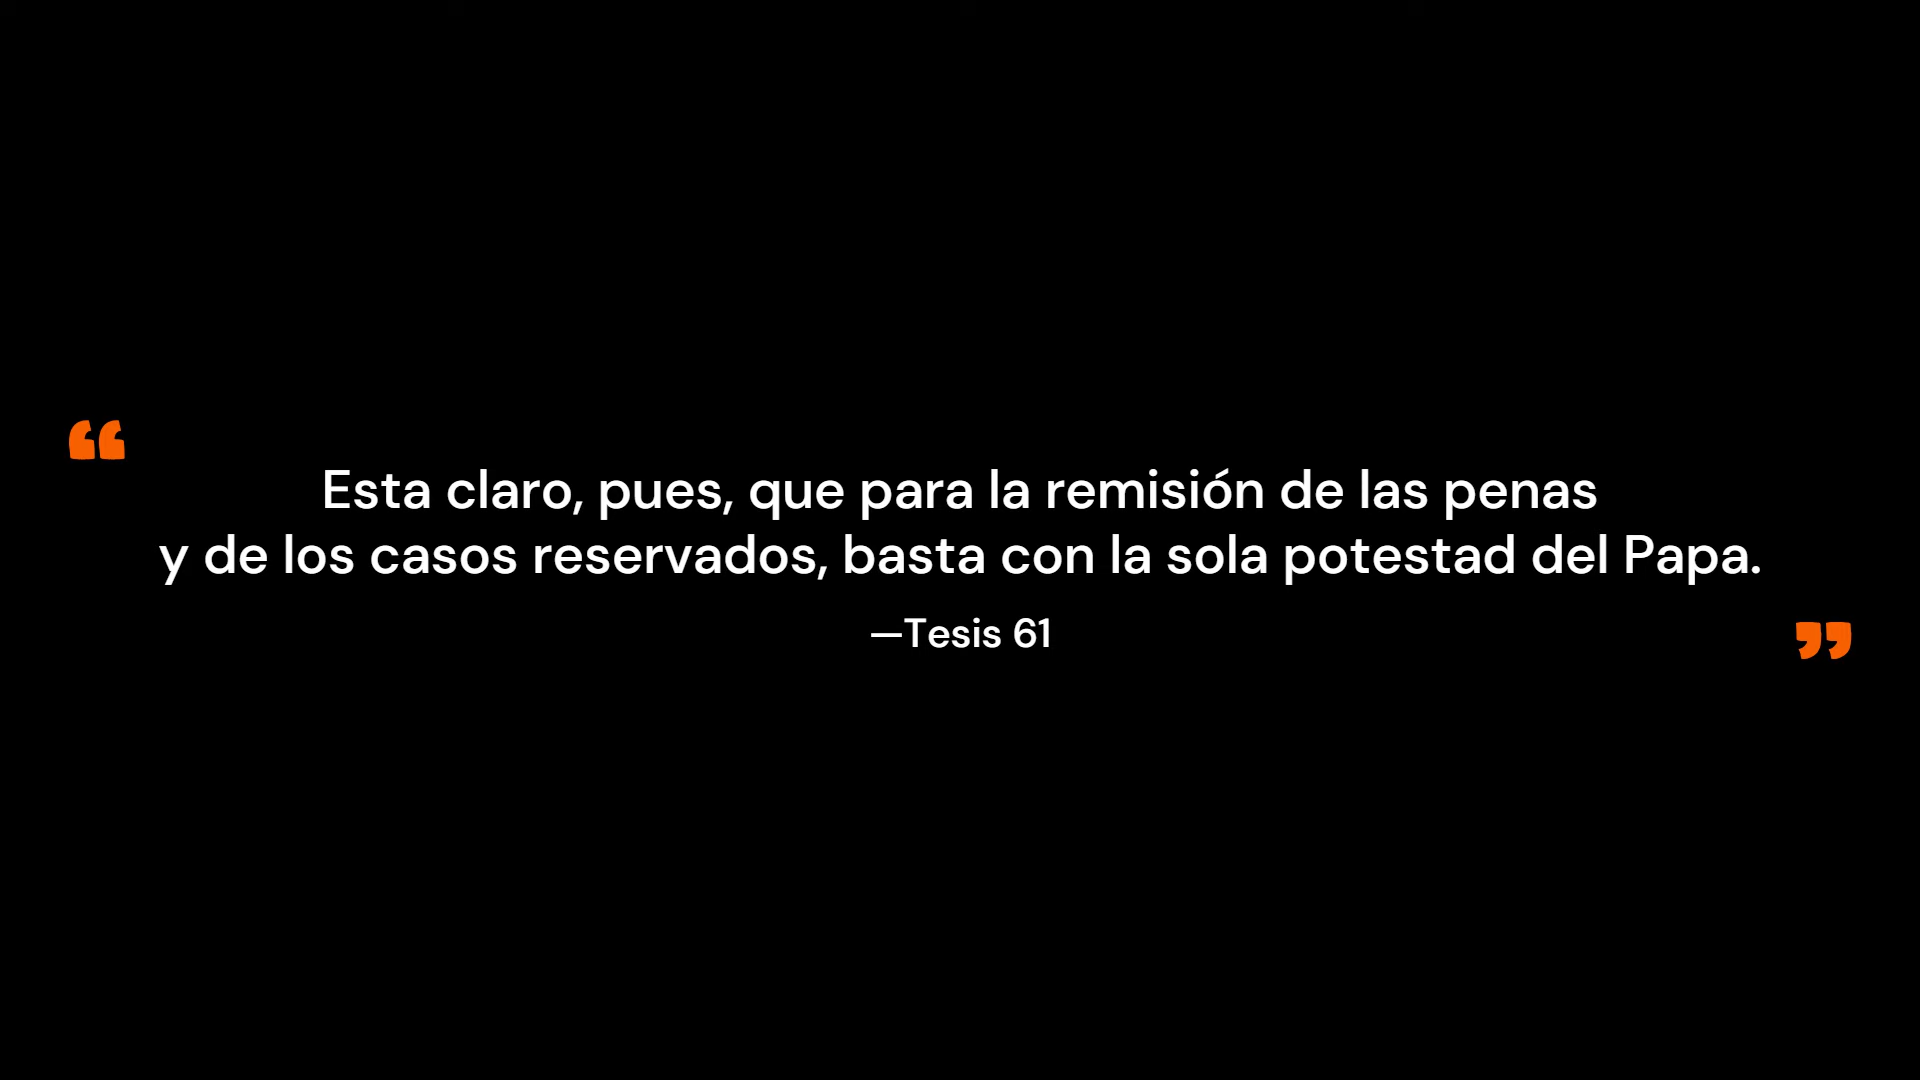 “
Esta claro, pues, que para la remisión de las penas
y de los casos reservados, basta con la sola potestad del Papa.
—Tesis 61
”